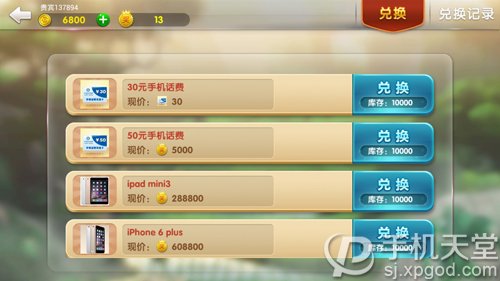 贵宾137894
6800
13
兑换
兑换记录
¥30
30元手机话费
现价: 30
兑换
库存: 10000
¥50
50元手机话费
现价: 5000
兑换
库存: 10000
ipad mini3
现价: 288800
兑换
库存: 10000
iPhone 6 plus
现价: 608800
兑换
库存: 10000
手机天堂
sj.xpgod.com